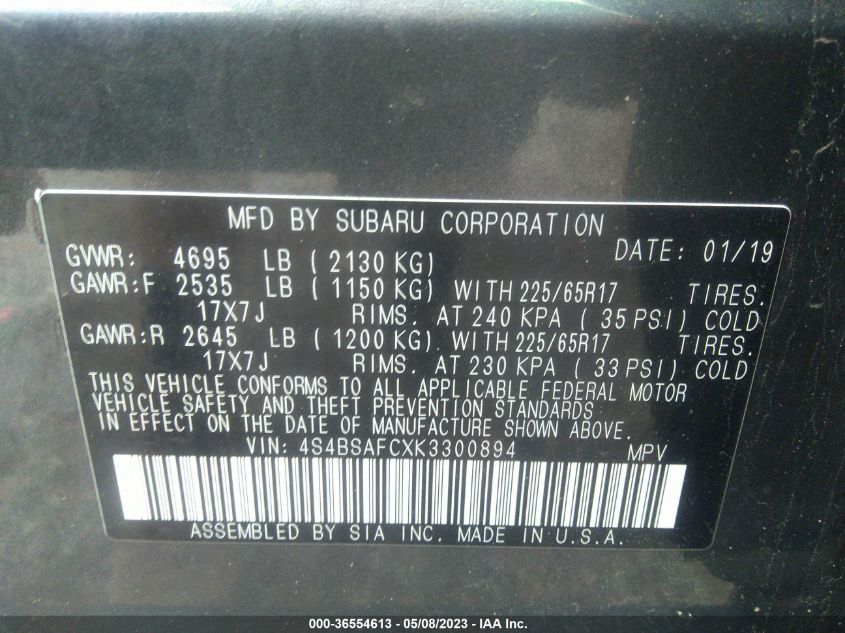 MFD BY SUBARU CORPORATION
GVWR: 4695 LB ( 2130 KG) DATE: 01/19
GAWR:F 2535 LB ( 1150 KG) WITH 225/65R17 TIRES.
17X7J RIMS. AT 240 KPA ( 35 PSI) COLD
GAWR:R 2645 LB ( 1200 KG). WITH 225/65R17 TIRES.
17X7J RIMS. AT 230 KPA ( 33 PSI) COLD
THIS VEHICLE CONFORMS TO ALL APPLICABLE FEDERAL MOTOR
VEHICLE SAFETY AND THEFT PREVENTION STANDARDS
IN EFFECT ON THE DATE OF MANUFACTURE SHOWN ABOVE.
VIN: 4S4BSAFCXK3300894 MPV
ASSEMBLED BY SIA INC. MADE IN U.S.A.
000-36554613 - 05/08/2023 - IAA Inc.